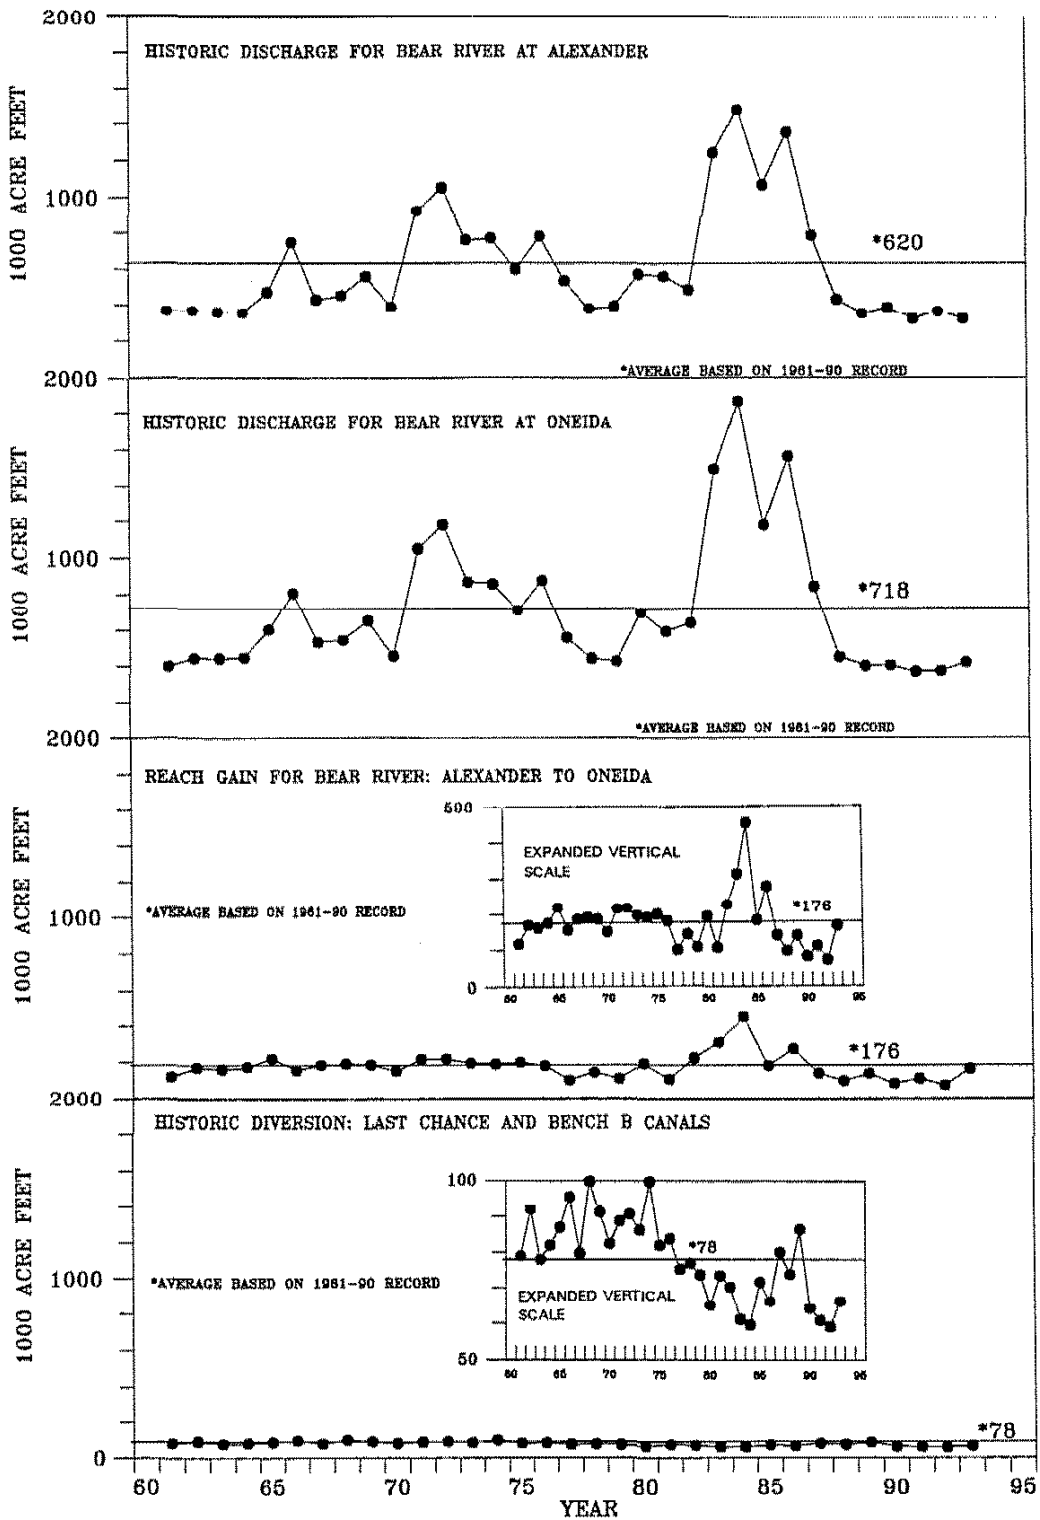 2000
HISTORIC DISCHARGE FOR BEAR RIVER AT ALEXANDER
1000 ACRE FEET
1000
*620
*AVERAGE BASED ON 1961-90 RECORD
2000
HISTORIC DISCHARGE FOR BEAR RIVER AT ONEIDA
1000 ACRE FEET
1000
*718
*AVERAGE BASED ON 1961-90 RECORD
2000
REACH GAIN FOR BEAR RIVER: ALEXANDER TO ONEIDA
1000 ACRE FEET
500
EXPANDED VERTICAL
SCALE
*176
*AVERAGE BASED ON 1961-90 RECORD
1000
0
60 65 70 75 80 85 90 95
*176
2000
HISTORIC DIVERSION: LAST CHANCE AND BENCH B CANALS
1000 ACRE FEET
100
*78
*AVERAGE BASED ON 1961-90 RECORD
1000
EXPANDED VERTICAL
SCALE
50
60 65 70 75 80 85 90 95
*78
0
60 65 70 75 80 85 90 95
YEAR